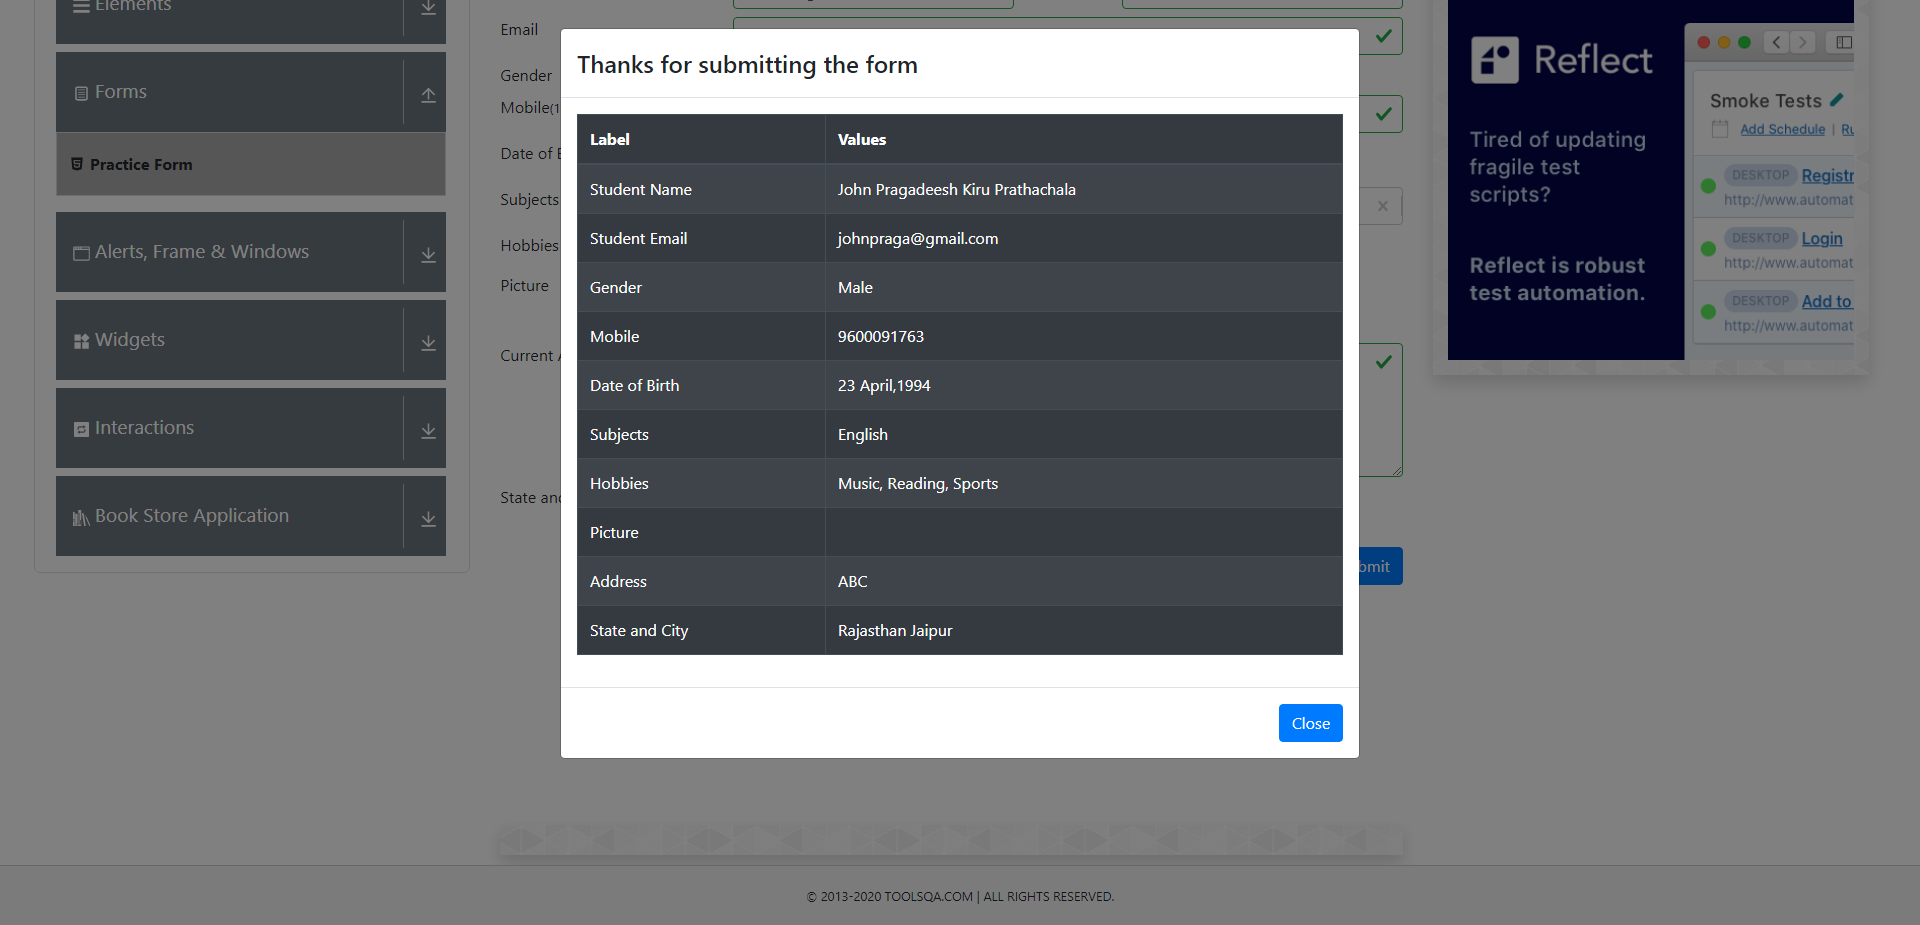 Elements
Forms
Practice Form
Alerts, Frame & Windows
Widgets
Interactions
Book Store Application
Email
Gender
Mobile(1
Date of B
Subjects
Hobbies
Picture
Current A
State and
bmit
Thanks for submitting the form
Label Values
Student Name John Pragadeesh Kiru Prathachala
Student Email johnpraga@gmail.com
Gender Male
Mobile 9600091763
Date of Birth 23 April,1994
Subjects English
Hobbies Music, Reading, Sports
Picture
Address ABC
State and City Rajasthan Jaipur
Close
Reflect
Tired of updating
fragile test
scripts?
Reflect is robust
test automation.
Smoke Tests
Add Schedule | Ru
DESKTOP Registr
http://www.automat
DESKTOP Login
http://www.automat
DESKTOP Add to
http://www.automat
© 2013-2020 TOOLSQA.COM | ALL RIGHTS RESERVED.